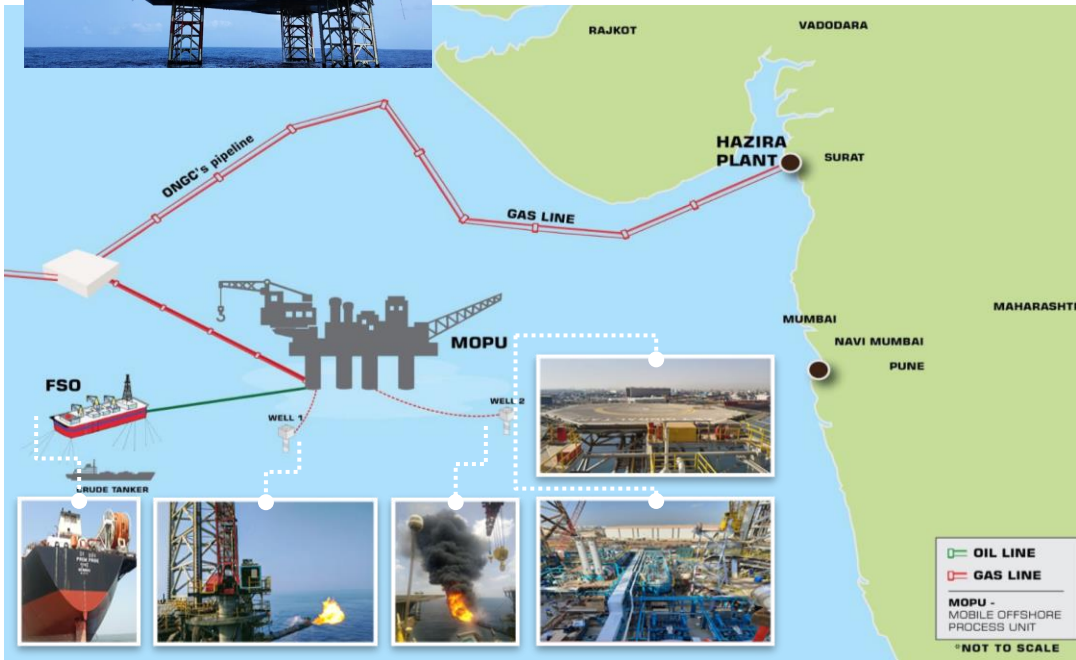 RAJKOT
VADODARA
ONGC's pipeline
HAZIRA
PLANT
SURAT
GAS LINE
MAHARASHT
MUMBAI
NAVI MUMBAI
PUNE
MOPU
FSO
WELL 1
WELL 2
CRUDE TANKER
OIL LINE
GAS LINE
MOPU -
MOBILE OFFSHORE
PROCESS UNIT
*NOT TO SCALE